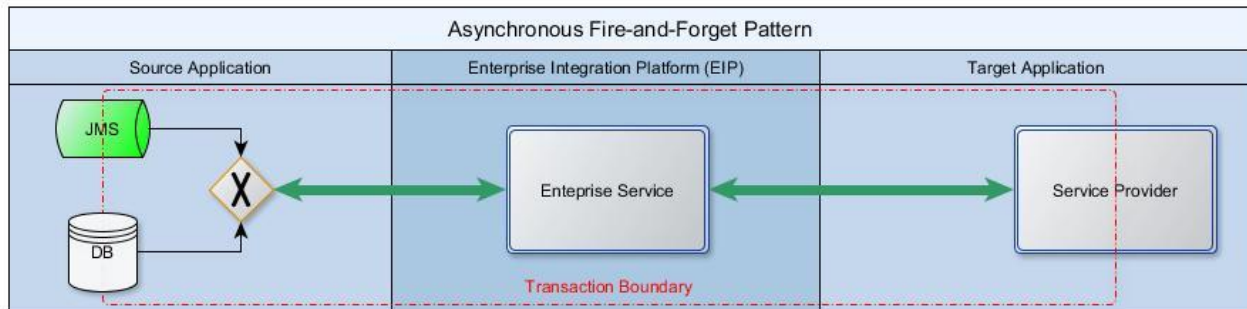 Asynchronous Fire-and-Forget Pattern
Source Application
Enterprise Integration Platform (EIP)
Target Application
JMS
X
Enteprise Service
Service Provider
DB
Transaction Boundary